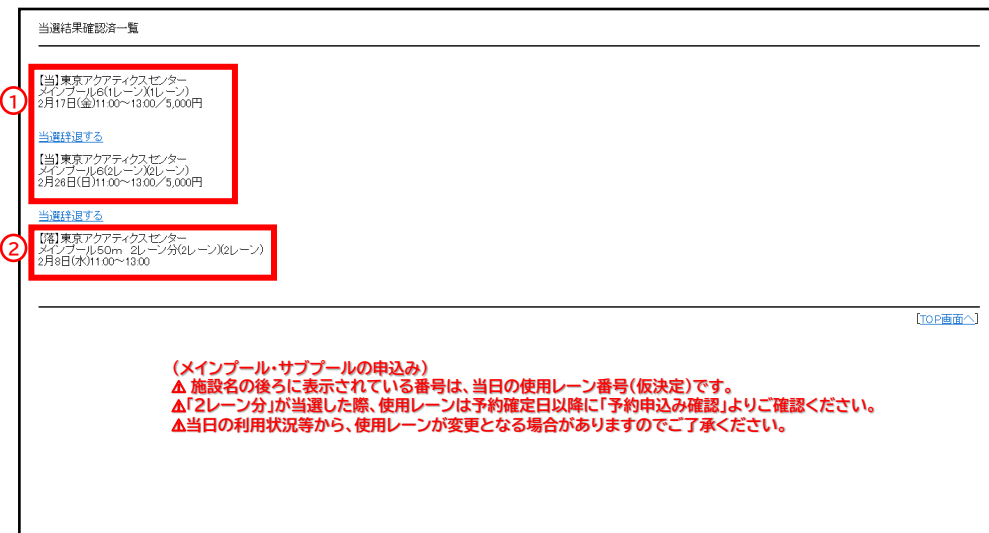 当選結果確認済一覧
①
【当】東京アクアティクスセンター
メインプール6(1レーン)(1レーン)
2月17日(金)11:00～13:00／5,000円
当選辞退する
【当】東京アクアティクスセンター
メインプール6(2レーン)(2レーン)
2月26日(日)11:00～13:00／5,000円
当選辞退する
②
【落】東京アクアティクスセンター
メインプール50m 2レーン分(2レーン)(2レーン)
2月8日(水)11:00～13:00
[TOP画面へ]
（メインプール・サブプールの申込み）
⚠ 施設名の後ろに表示されている番号は、当日の使用レーン番号(仮決定)です。
⚠「2レーン分」が当選した際、使用レーンは予約確定日以降に「予約申込み確認」よりご確認ください。
⚠当日の利用状況等から、使用レーンが変更となる場合がありますのでご了承ください。